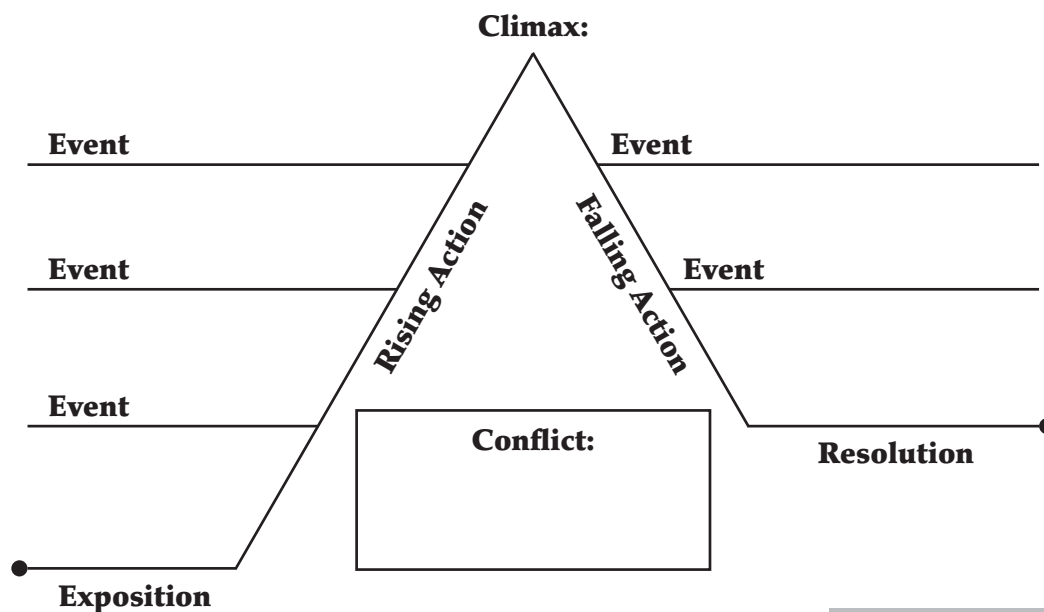 Climax:
Event
Event
Rising Action
Falling Action
Event
Event
Event
Conflict:
Resolution
Exposition